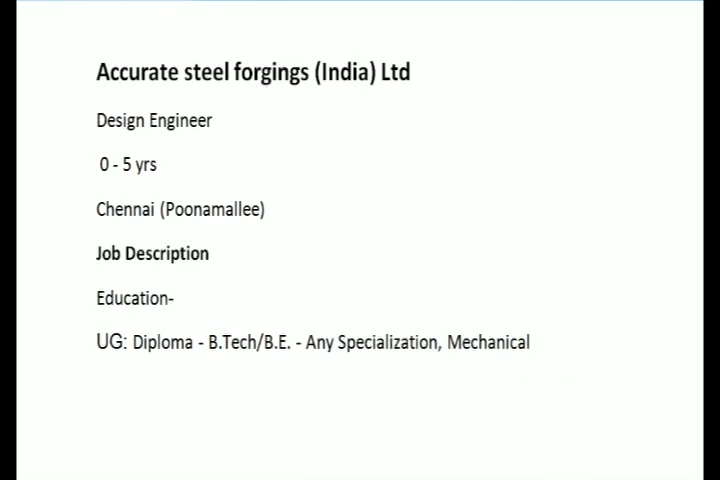 Accurate steel forgings (India) Ltd
Design Engineer
0 - 5 yrs
Chennai (Poonamallee)
Job Description
Education-
UG: Diploma - B.Tech/B.E. - Any Specialization, Mechanical